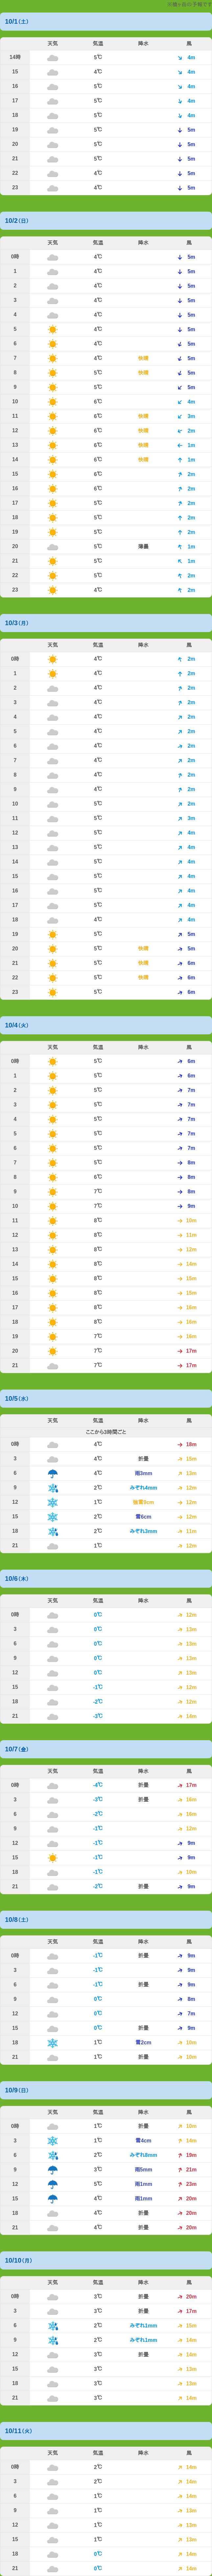 10/1(土)
天気 気温 降水 風
14時 5℃ 4m
15 4℃ 4m
16 5℃ 4m
17 5℃ 4m
18 5℃ 4m
19 5℃ 5m
20 5℃ 5m
21 5℃ 5m
22 4℃ 5m
23 4℃ 5m
10/2(日)
天気 気温 降水 風
0時 4℃ 5m
1 4℃ 5m
2 4℃ 5m
3 4℃ 5m
4 4℃ 5m
5 4℃ 5m
6 4℃ 5m
7 4℃ 快晴 5m
8 5℃ 快晴 5m
9 5℃ 5m
10 6℃ 4m
11 6℃ 快晴 3m
12 6℃ 快晴 2m
13 6℃ 快晴 1m
14 6℃ 快晴 1m
15 6℃ 2m
16 6℃ 2m
17 5℃ 2m
18 5℃ 2m
19 5℃ 2m
20 5℃ 薄曇 1m
21 5℃ 1m
22 5℃ 2m
23 4℃ 2m
10/3(月)
天気 気温 降水 風
0時 4℃ 2m
1 4℃ 2m
2 4℃ 2m
3 4℃ 2m
4 4℃ 2m
5 4℃ 2m
6 4℃ 2m
7 4℃ 2m
8 4℃ 2m
9 4℃ 2m
10 5℃ 2m
11 5℃ 3m
12 5℃ 4m
13 5℃ 4m
14 5℃ 4m
15 5℃ 4m
16 5℃ 4m
17 5℃ 4m
18 4℃ 4m
19 5℃ 5m
20 5℃ 快晴 5m
21 5℃ 快晴 6m
22 5℃ 快晴 6m
23 5℃ 6m
10/4(火)
天気 気温 降水 風
0時 5℃ 6m
1 5℃ 6m
2 5℃ 7m
3 5℃ 7m
4 5℃ 7m
5 5℃ 7m
6 5℃ 7m
7 5℃ 8m
8 6℃ 8m
9 7℃ 8m
10 7℃ 9m
11 8℃ 10m
12 8℃ 11m
13 8℃ 12m
14 8℃ 14m
15 8℃ 15m
16 8℃ 15m
17 8℃ 16m
18 8℃ 16m
19 7℃ 16m
20 7℃ 17m
21 7℃ 17m
10/5(水)
天気 気温 降水 風
ここから3時間ごと
0時 4℃ 18m
3 4℃ 折曇 15m
6 4℃ 雨3mm 13m
9 2℃ みぞれ4mm 12m
12 1℃ 強雪9cm 12m
15 2℃ 雪6cm 12m
18 2℃ みぞれ3mm 11m
21 1℃ 12m
10/6(木)
天気 気温 降水 風
0時 0℃ 12m
3 0℃ 13m
6 0℃ 13m
9 0℃ 13m
12 0℃ 13m
15 -1℃ 12m
18 -2℃ 12m
21 -3℃ 14m
10/7(金)
天気 気温 降水 風
0時 -4℃ 折曇 17m
3 -3℃ 折曇 16m
6 -2℃ 16m
9 -1℃ 12m
12 -1℃ 9m
15 -1℃ 9m
18 -1℃ 10m
21 -2℃ 折曇 9m
10/8(土)
天気 気温 降水 風
0時 -1℃ 折曇 9m
3 -1℃ 9m
6 -1℃ 折曇 9m
9 0℃ 8m
12 0℃ 7m
15 0℃ 折曇 9m
18 1℃ 雪2cm 10m
21 1℃ 折曇 10m
10/9(日)
天気 気温 降水 風
0時 1℃ 折曇 10m
3 1℃ 雪4cm 14m
6 2℃ みぞれ8mm 19m
9 3℃ 雨5mm 21m
12 5℃ 雨1mm 23m
15 4℃ 雨1mm 20m
18 4℃ 折曇 20m
21 4℃ 折曇 20m
10/10(月)
天気 気温 降水 風
0時 3℃ 折曇 20m
3 3℃ 折曇 17m
6 2℃ みぞれ1mm 15m
9 2℃ みぞれ1mm 14m
12 3℃ 折曇 14m
15 3℃ 13m
18 3℃ 13m
21 3℃ 14m
10/11(火)
天気 気温 降水 風
0時 2℃ 14m
3 2℃ 14m
6 1℃ 14m
9 1℃ 13m
12 1℃ 13m
15 1℃ 13m
18 0℃ 14m
21 0℃ 14m